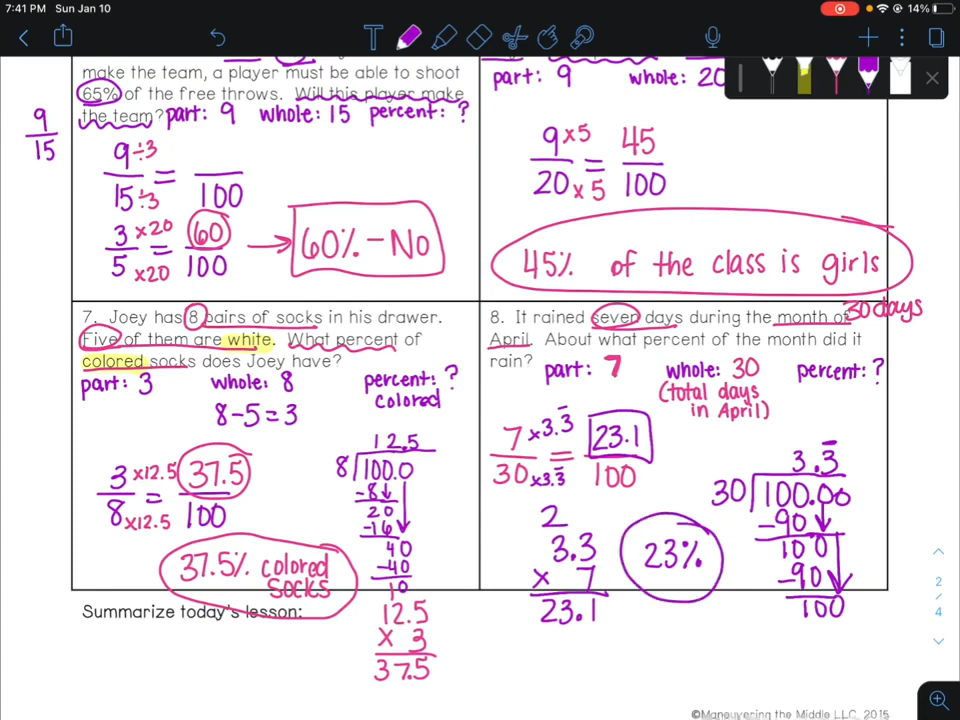 7:41 PM Sun Jan 10
14%
make the team, a player must be able to shoot
65% of the free throws. Will this player make
the team? part: 9 whole: 15 percent: ?
9/15
9 ÷3 / 15 ÷3 = /100
3 ×20 / 5 ×20 = 60/100
60% - No
part: 9 whole: 20
9 ×5 / 20 ×5 = 45/100
45% of the class is girls
7. Joey has 8 pairs of socks in his drawer.
Five of them are white. What percent of
colored socks does Joey have?
part: 3 whole: 8 percent: ?
colored
8-5=3
3 ×12.5 / 8 ×12.5 = 37.5/100
12.5
8 100.0
-8
20
-16
40
-40
10
12.5
× 3
37.5
37.5% colored
socks
8. It rained seven days during the month of 30 days
April. About what percent of the month did it
rain? part: 7 whole: 30 percent: ?
(total days
in April)
7 ×3.3̅ / 30 ×3.3̅ = 23.1/100
2
3.3
× 7
23.1
23%
3.3̅
30 100.00
-90
100
-90
100
Summarize today's lesson:
2
/
4
©Maneuvering the Middle LLC, 2015